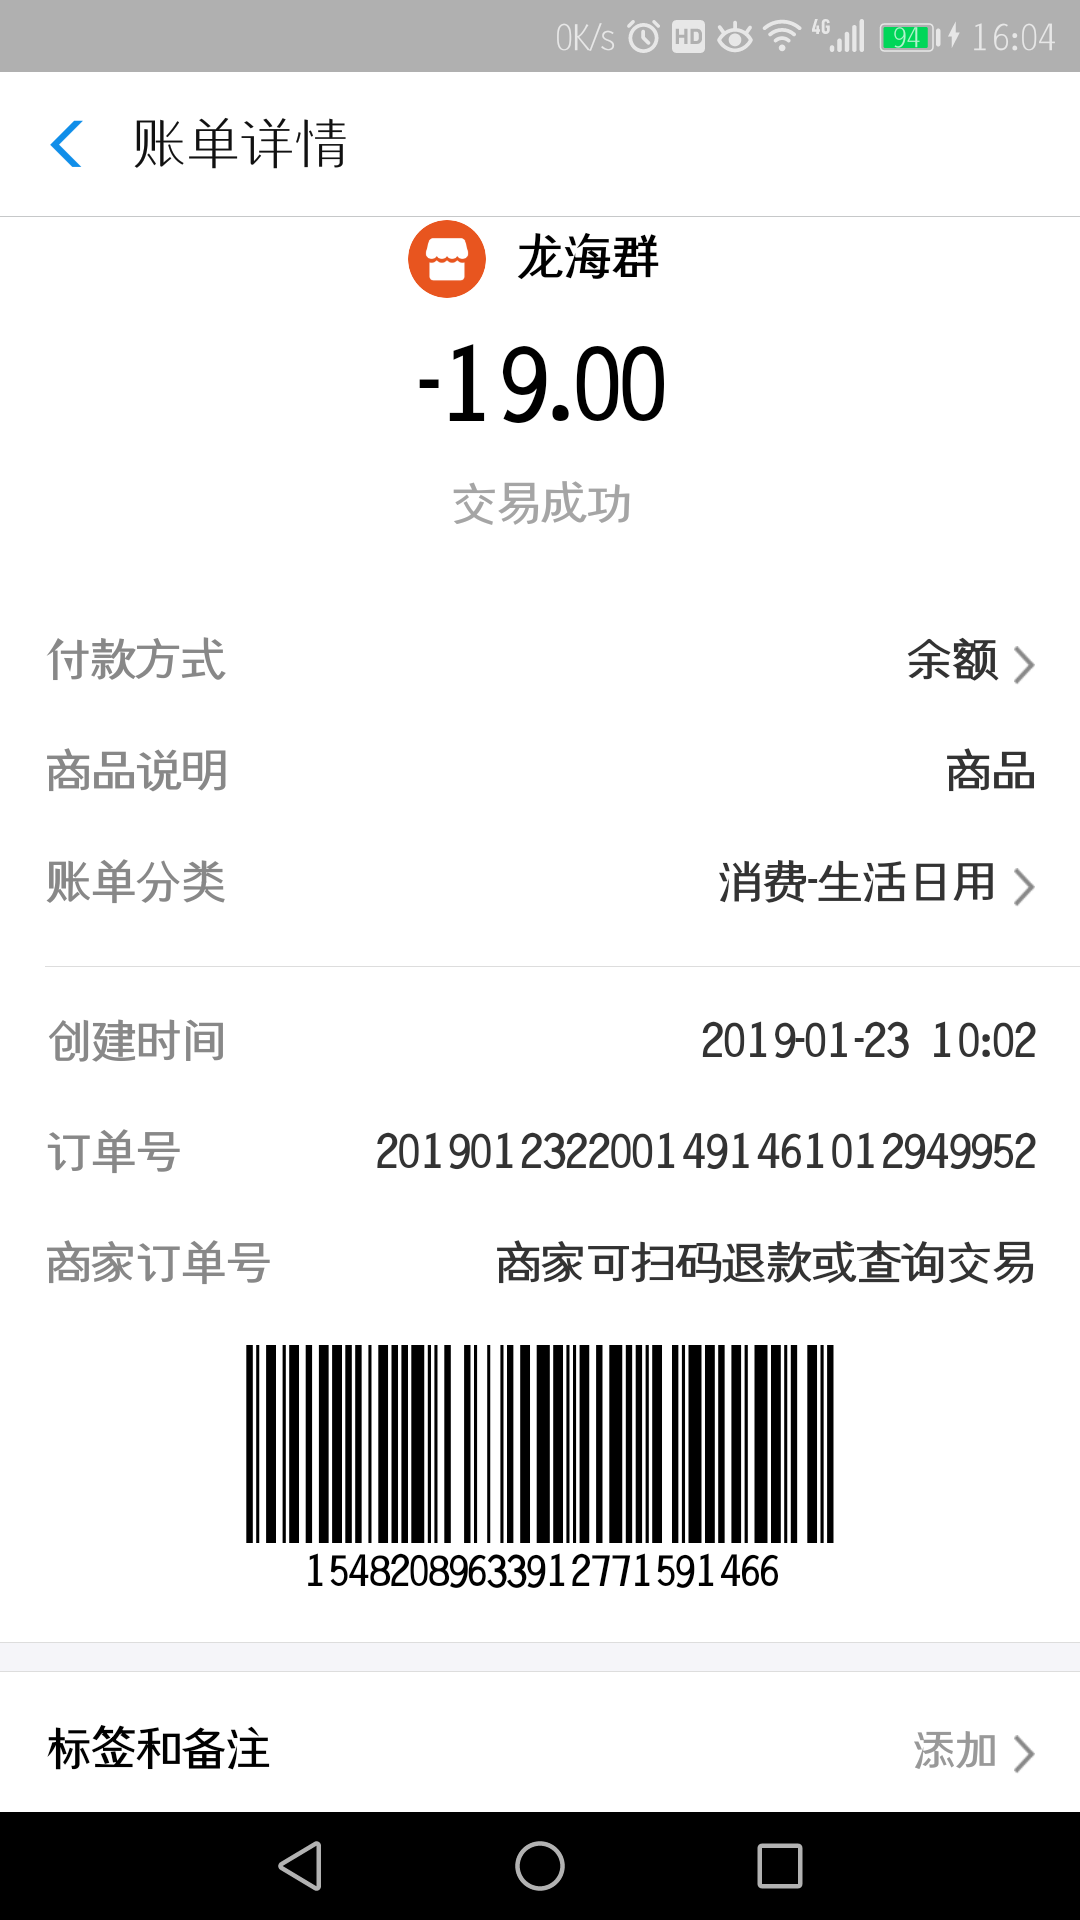 0K/s HD 4G 94 16:04
账单详情
龙海群
-19.00
交易成功
付款方式 余额
商品说明 商品
账单分类 消费-生活日用
创建时间 2019-01-23 10:02
订单号 2019012322001491461012949952
商家订单号 商家可扫码退款或查询交易
154820896339127715​91466
标签和备注 添加